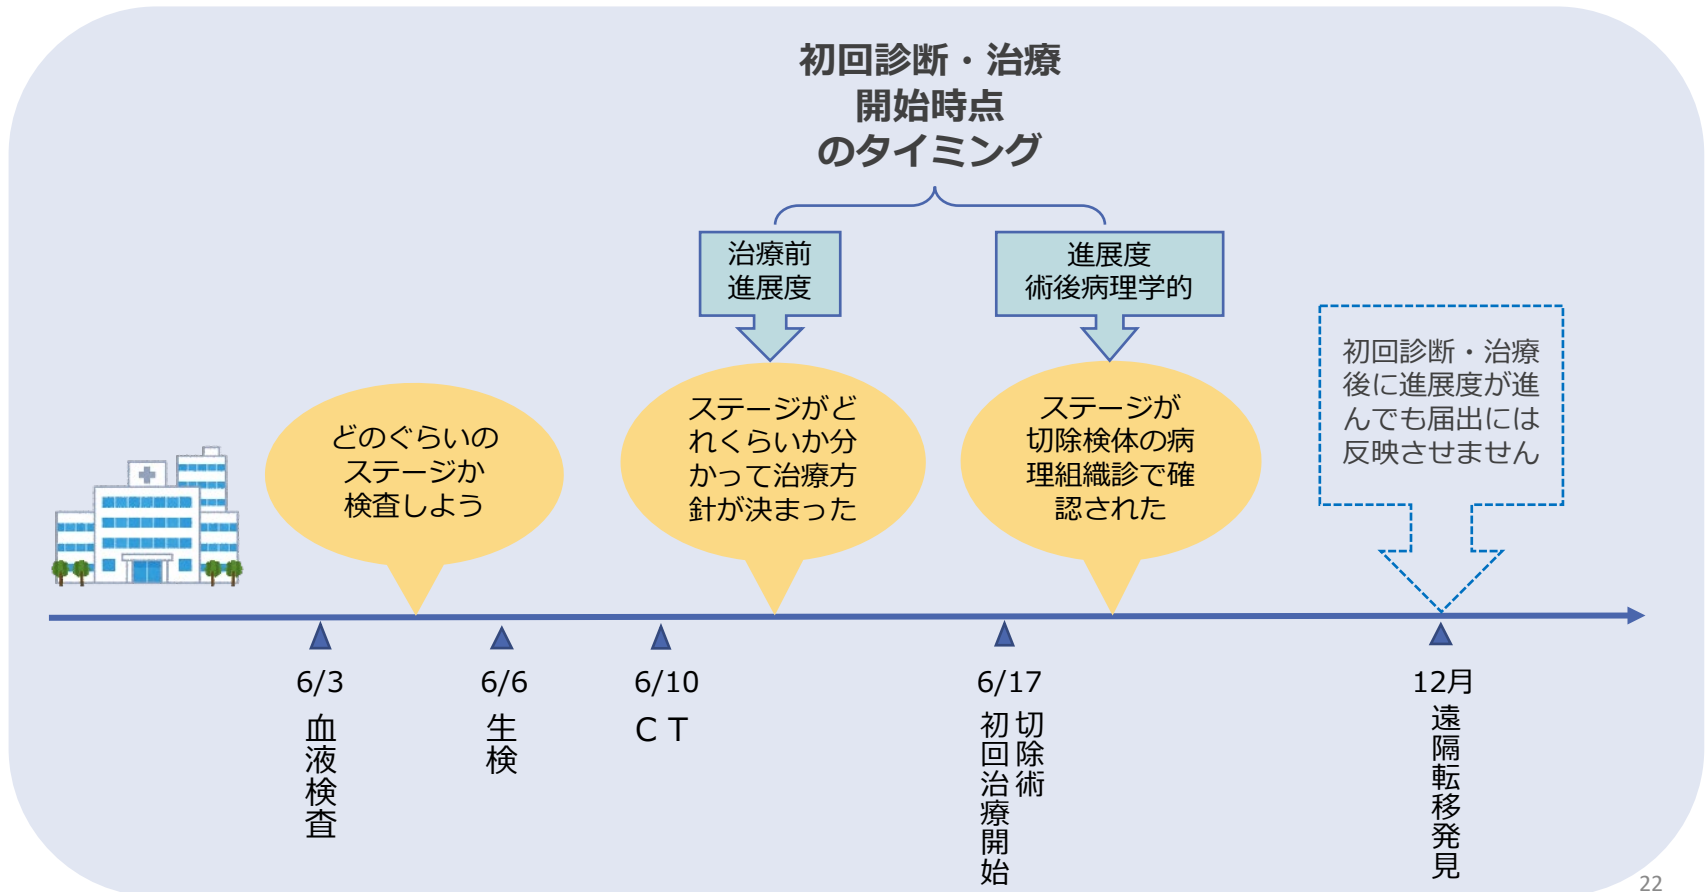 初回診断・治療
開始時点
のタイミング
治療前
進展度
進展度
術後病理学的
初回診断・治療
後に進展度が進
んでも届出には
反映させません
どのぐらいの
ステージか
検査しよう
ステージがど
れくらいか分
かって治療方
針が決まった
ステージが
切除検体の病
理組織診で確
認された
6/3
血液検査
6/6
生検
6/10
ＣＴ
6/17
切除術
初回治療開始
12月
遠隔転移発見
22